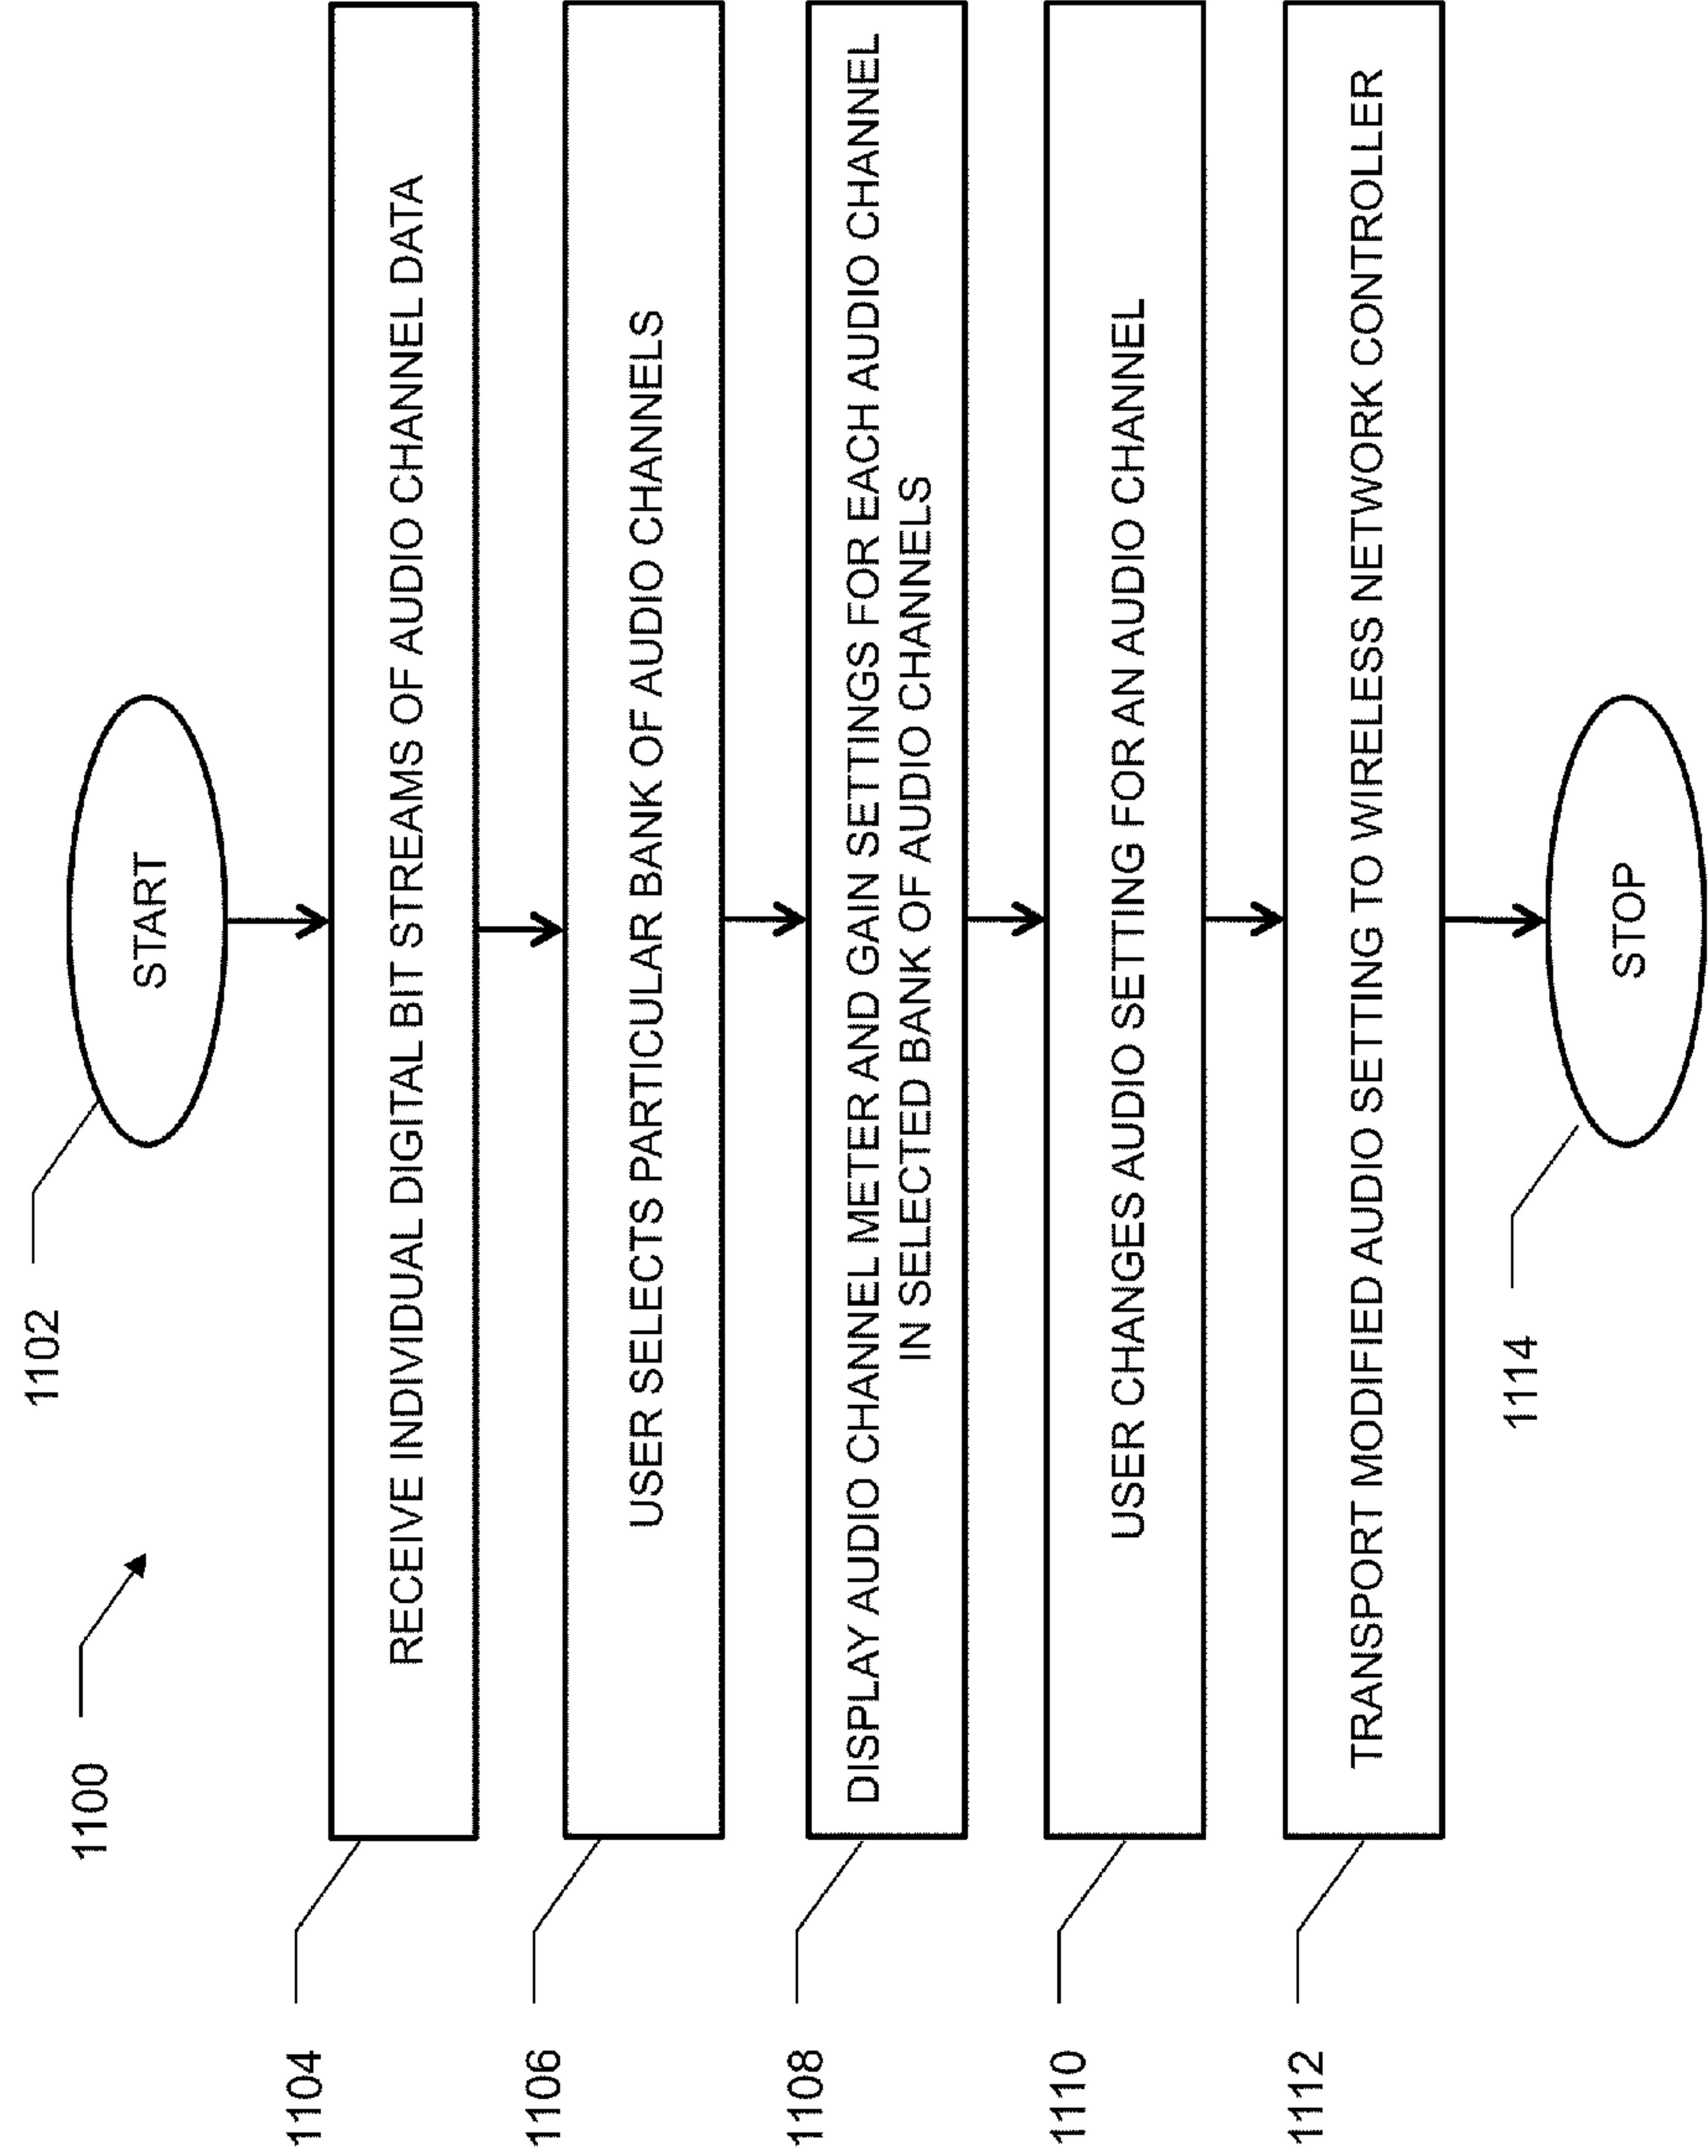 1100
1102
START
1104
RECEIVE INDIVIDUAL DIGITAL BIT STREAMS OF AUDIO CHANNEL DATA
1106
USER SELECTS PARTICULAR BANK OF AUDIO CHANNELS
1108
DISPLAY AUDIO CHANNEL METER AND GAIN SETTINGS FOR EACH AUDIO CHANNEL
IN SELECTED BANK OF AUDIO CHANNELS
1110
USER CHANGES AUDIO SETTING FOR AN AUDIO CHANNEL
1112
TRANSPORT MODIFIED AUDIO SETTING TO WIRELESS NETWORK CONTROLLER
1114
STOP